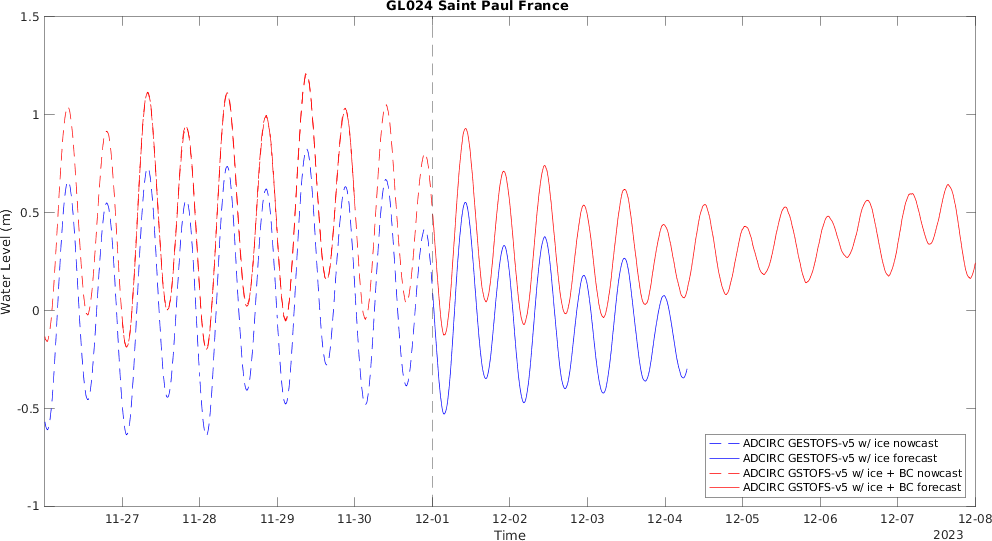 GL024 Saint Paul France
Water Level (m)
1.5
1
0.5
0
-0.5
-1
11-27 11-28 11-29 11-30 12-01 12-02 12-03 12-04 12-05 12-06 12-07 12-08
Time
2023
ADCIRC GESTOFS-v5 w/ ice nowcast
ADCIRC GESTOFS-v5 w/ ice forecast
ADCIRC GSTOFS-v5 w/ ice + BC nowcast
ADCIRC GSTOFS-v5 w/ ice + BC forecast